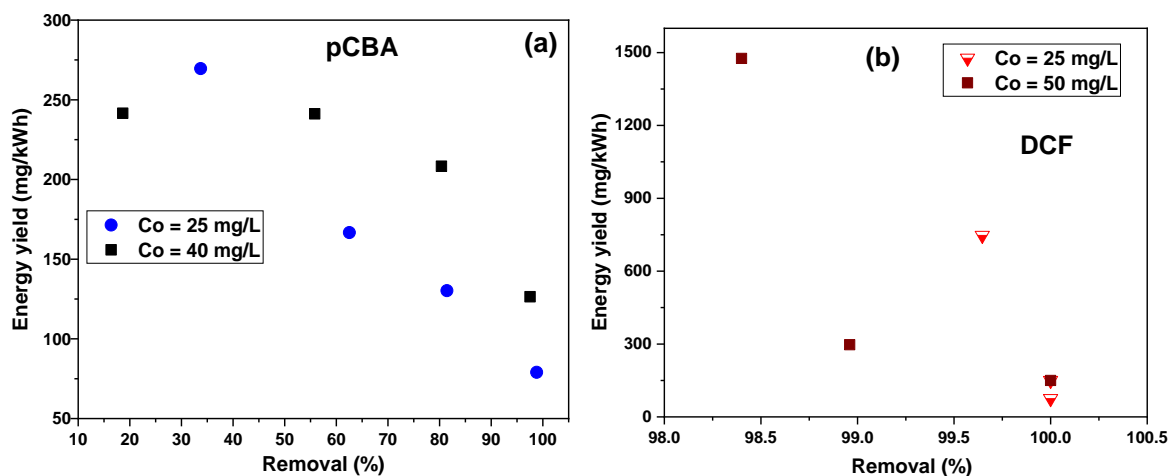 pCBA
(a)
Energy yield (mg/kWh)
300
250
200
150
100
50
Co = 25 mg/L
Co = 40 mg/L
10 20 30 40 50 60 70 80 90 100
Removal (%)
(b)
Co = 25 mg/L
Co = 50 mg/L
DCF
Energy yield (mg/kWh)
1500
1200
900
600
300
0
98.0 98.5 99.0 99.5 100.0 100.5
Removal (%)